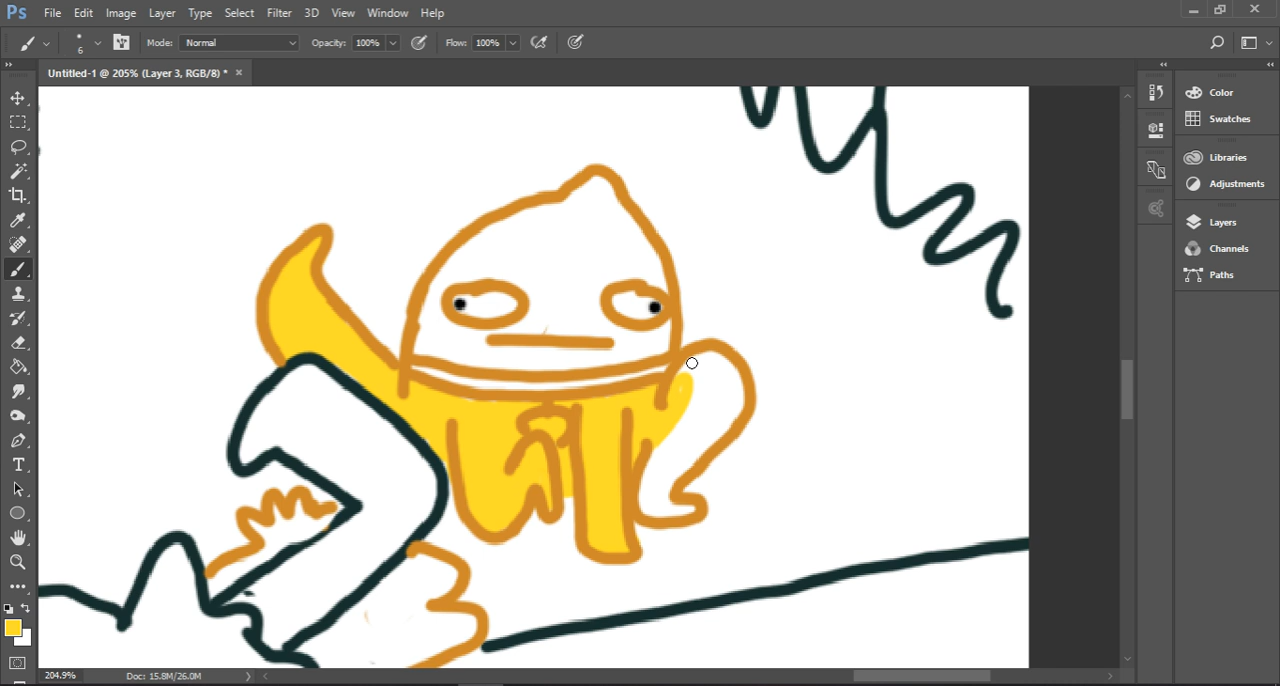 Ps File Edit Image Layer Type Select Filter 3D View Window Help
6 Mode: Normal Opacity: 100% Flow: 100%
Untitled-1 @ 205% (Layer 3, RGB/8) * ×
Color
Swatches
Libraries
Adjustments
Layers
Channels
Paths
204.9% Doc: 15.8M/26.0M